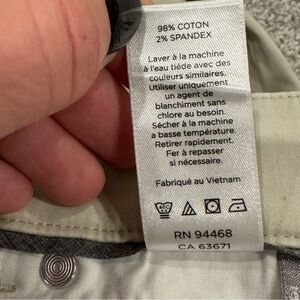 98% COTON
2% SPANDEX
Laver à la machine
à l'eau tiède avec des
couleurs similaires.
Utiliser uniquement
un agent de
blanchiment sans
chlore au besoin.
Sécher à la machine
a basse température.
Retirer rapidement.
Fer à repasser
si nécessaire.
Fabriqué au Vietnam
RN 94468
CA 63671